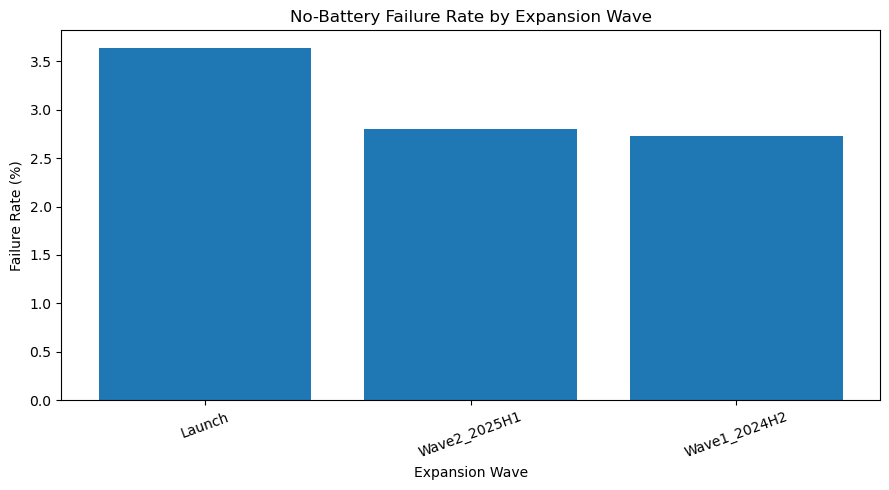 No-Battery Failure Rate by Expansion Wave
Failure Rate (%)
3.5
3.0
2.5
2.0
1.5
1.0
0.5
0.0
Launch
Wave2_2025H1
Wave1_2024H2
Expansion Wave